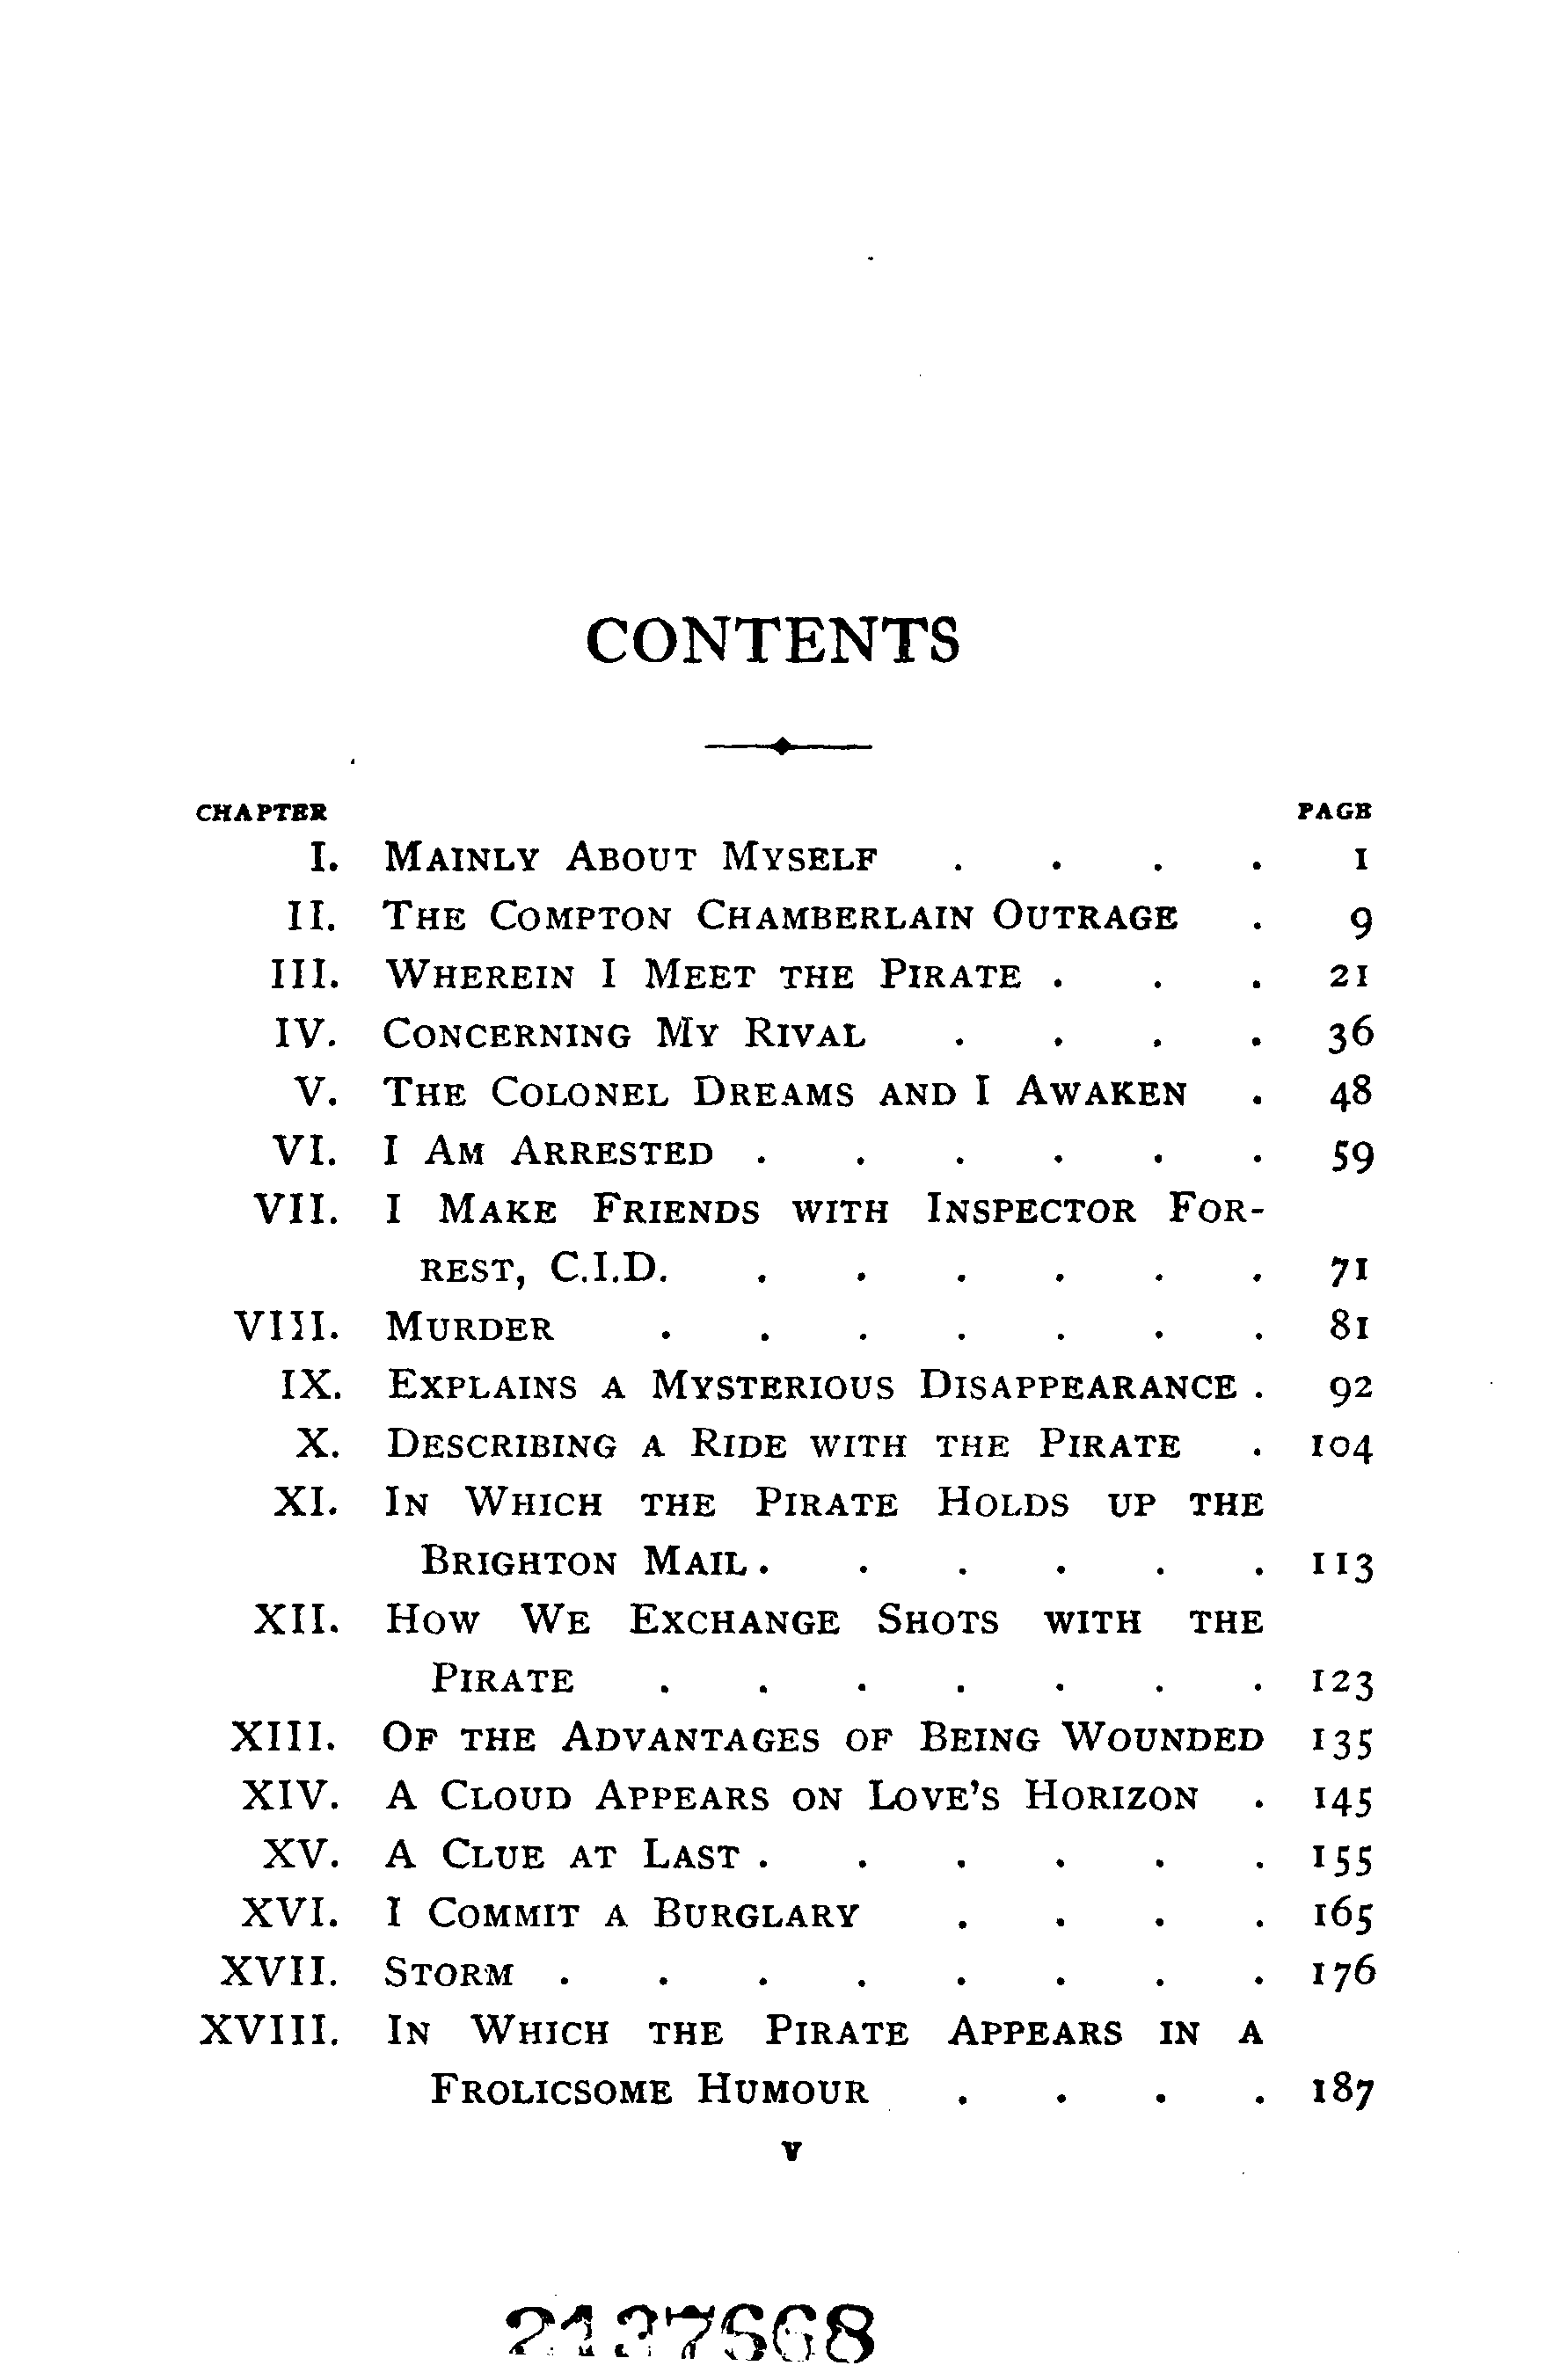 CONTENTS
CHAPTER PAGE
I. MAINLY ABOUT MYSELF . . . . 1
II. THE COMPTON CHAMBERLAIN OUTRAGE . 9
III. WHEREIN I MEET THE PIRATE . . . 21
IV. CONCERNING MY RIVAL . . . . 36
V. THE COLONEL DREAMS AND I AWAKEN . 48
VI. I AM ARRESTED . . . . . . 59
VII. I MAKE FRIENDS WITH INSPECTOR FOR-
REST, C.I.D. . . . . . . 71
VIII. MURDER . . . . . . . 81
IX. EXPLAINS A MYSTERIOUS DISAPPEARANCE . 92
X. DESCRIBING A RIDE WITH THE PIRATE . 104
XI. IN WHICH THE PIRATE HOLDS UP THE
BRIGHTON MAIL . . . . . . 113
XII. HOW WE EXCHANGE SHOTS WITH THE
PIRATE . . . . . . . 123
XIII. OF THE ADVANTAGES OF BEING WOUNDED 135
XIV. A CLOUD APPEARS ON LOVE'S HORIZON . 145
XV. A CLUE AT LAST . . . . . . 155
XVI. I COMMIT A BURGLARY . . . . 165
XVII. STORM . . . . . . . . 176
XVIII. IN WHICH THE PIRATE APPEARS IN A
FROLICSOME HUMOUR . . . . 187
v